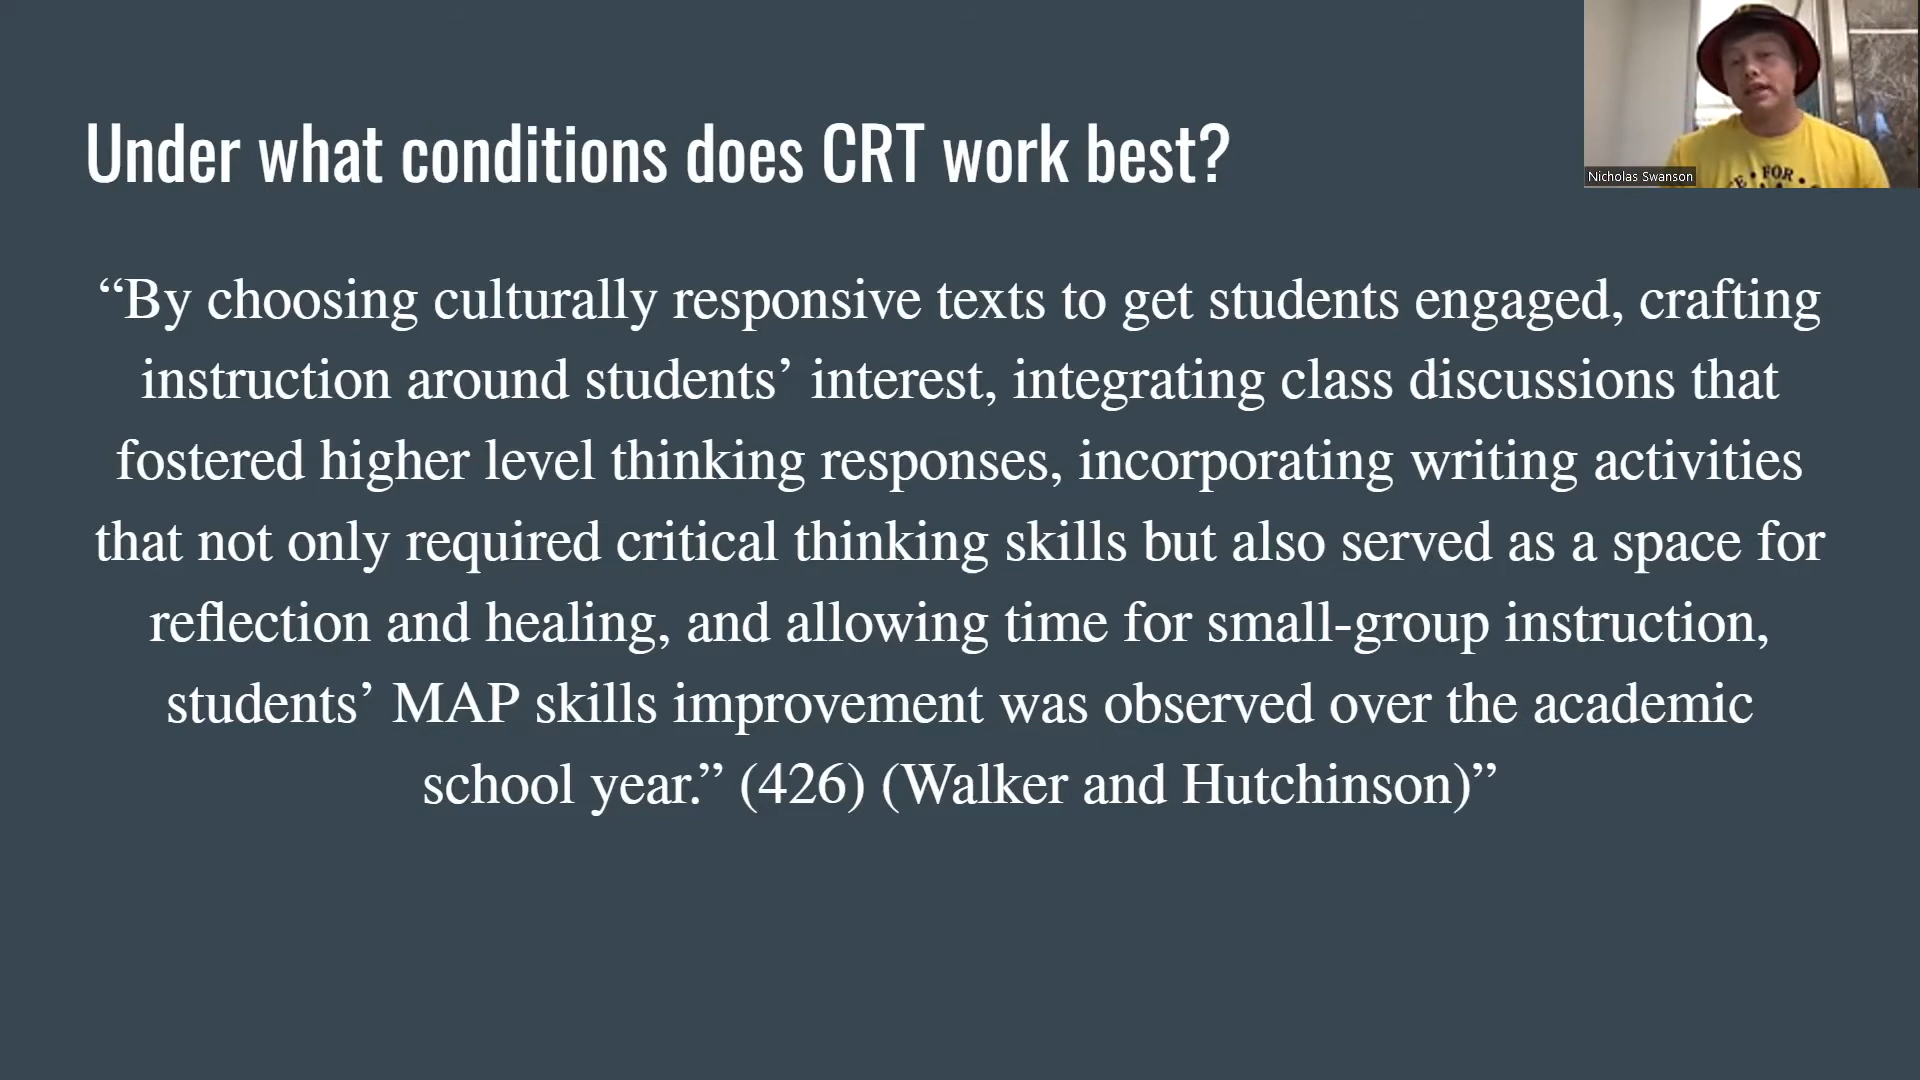 Under what conditions does CRT work best?
“By choosing culturally responsive texts to get students engaged, crafting
instruction around students’ interest, integrating class discussions that
fostered higher level thinking responses, incorporating writing activities
that not only required critical thinking skills but also served as a space for
reflection and healing, and allowing time for small-group instruction,
students’ MAP skills improvement was observed over the academic
school year.” (426) (Walker and Hutchinson)”
Nicholas Swanson
• FOR •